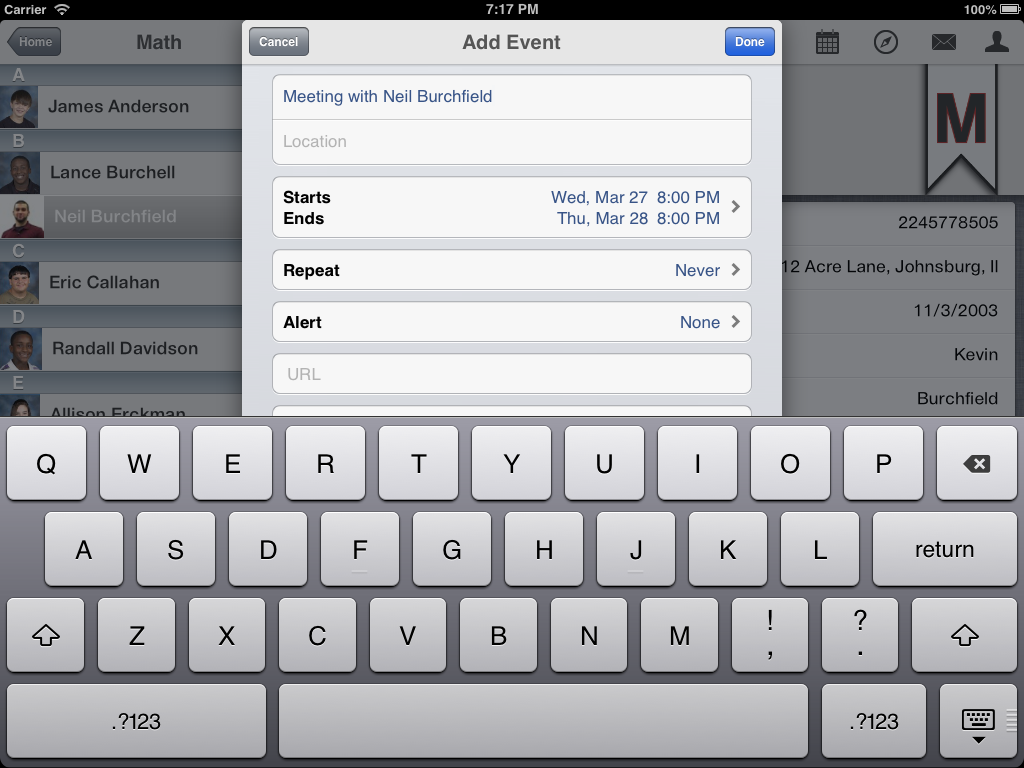 Carrier 7:17 PM 100%
Home Math Cancel Add Event Done
A
James Anderson
B
Lance Burchell
Neil Burchfield
C
Eric Callahan
D
Randall Davidson
E
Allison Erckman
Meeting with Neil Burchfield
Location
Starts Wed, Mar 27 8:00 PM
Ends Thu, Mar 28 8:00 PM
Repeat Never
Alert None
URL
M
2245778505
12 Acre Lane, Johnsburg, Il
11/3/2003
Kevin
Burchfield
Q W E R T Y U I O P
A S D F G H J K L return
Z X C V B N M ! , ? .
.?123 .?123